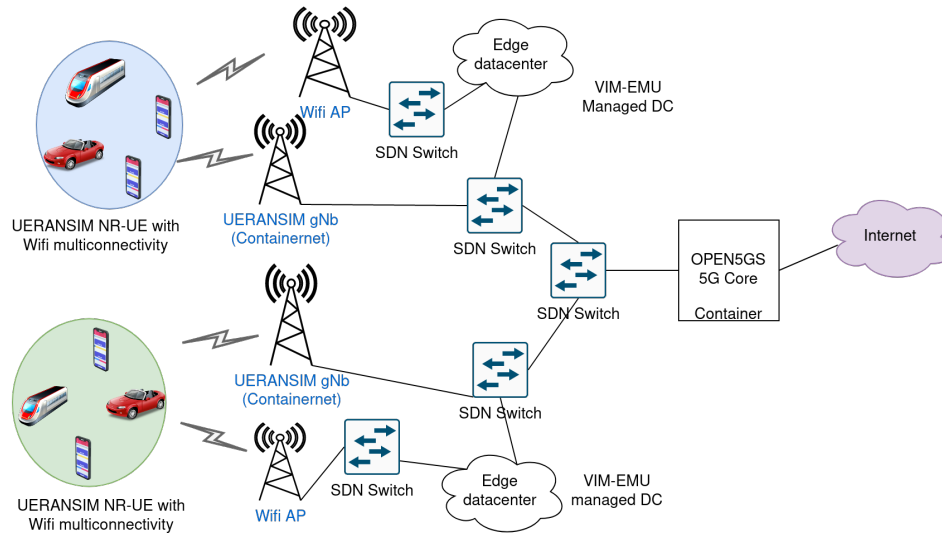 Edge
datacenter
VIM-EMU
Managed DC
Wifi AP
SDN Switch
UERANSIM NR-UE with
Wifi multiconnectivity
UERANSIM gNb
(Containernet)
SDN Switch
Internet
OPEN5GS
5G Core
Container
SDN Switch
UERANSIM gNb
(Containernet)
SDN Switch
UERANSIM NR-UE with
Wifi multiconnectivity
Wifi AP
SDN Switch
Edge
datacenter
VIM-EMU
managed DC